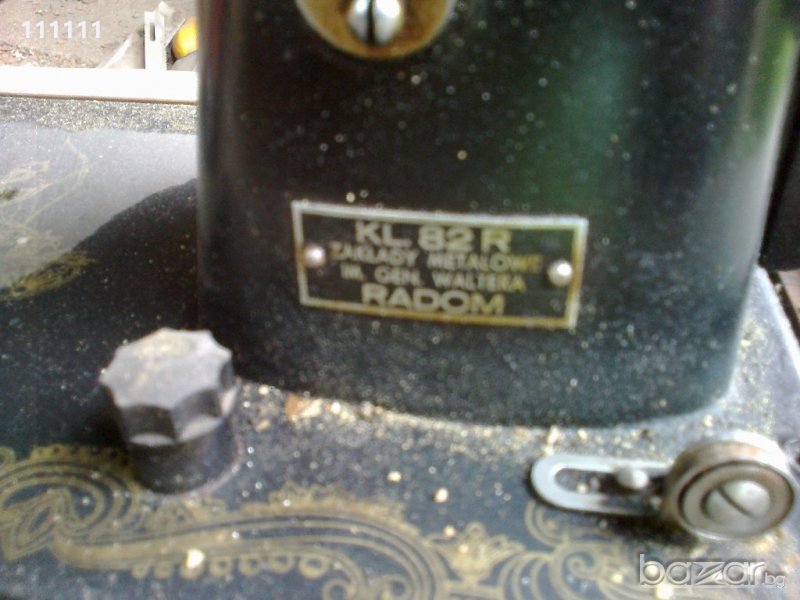 111111
KL. 82 R
ZAKŁADY METALOWE
IM. GEN. WALTERA
RADOM
bazar.bg